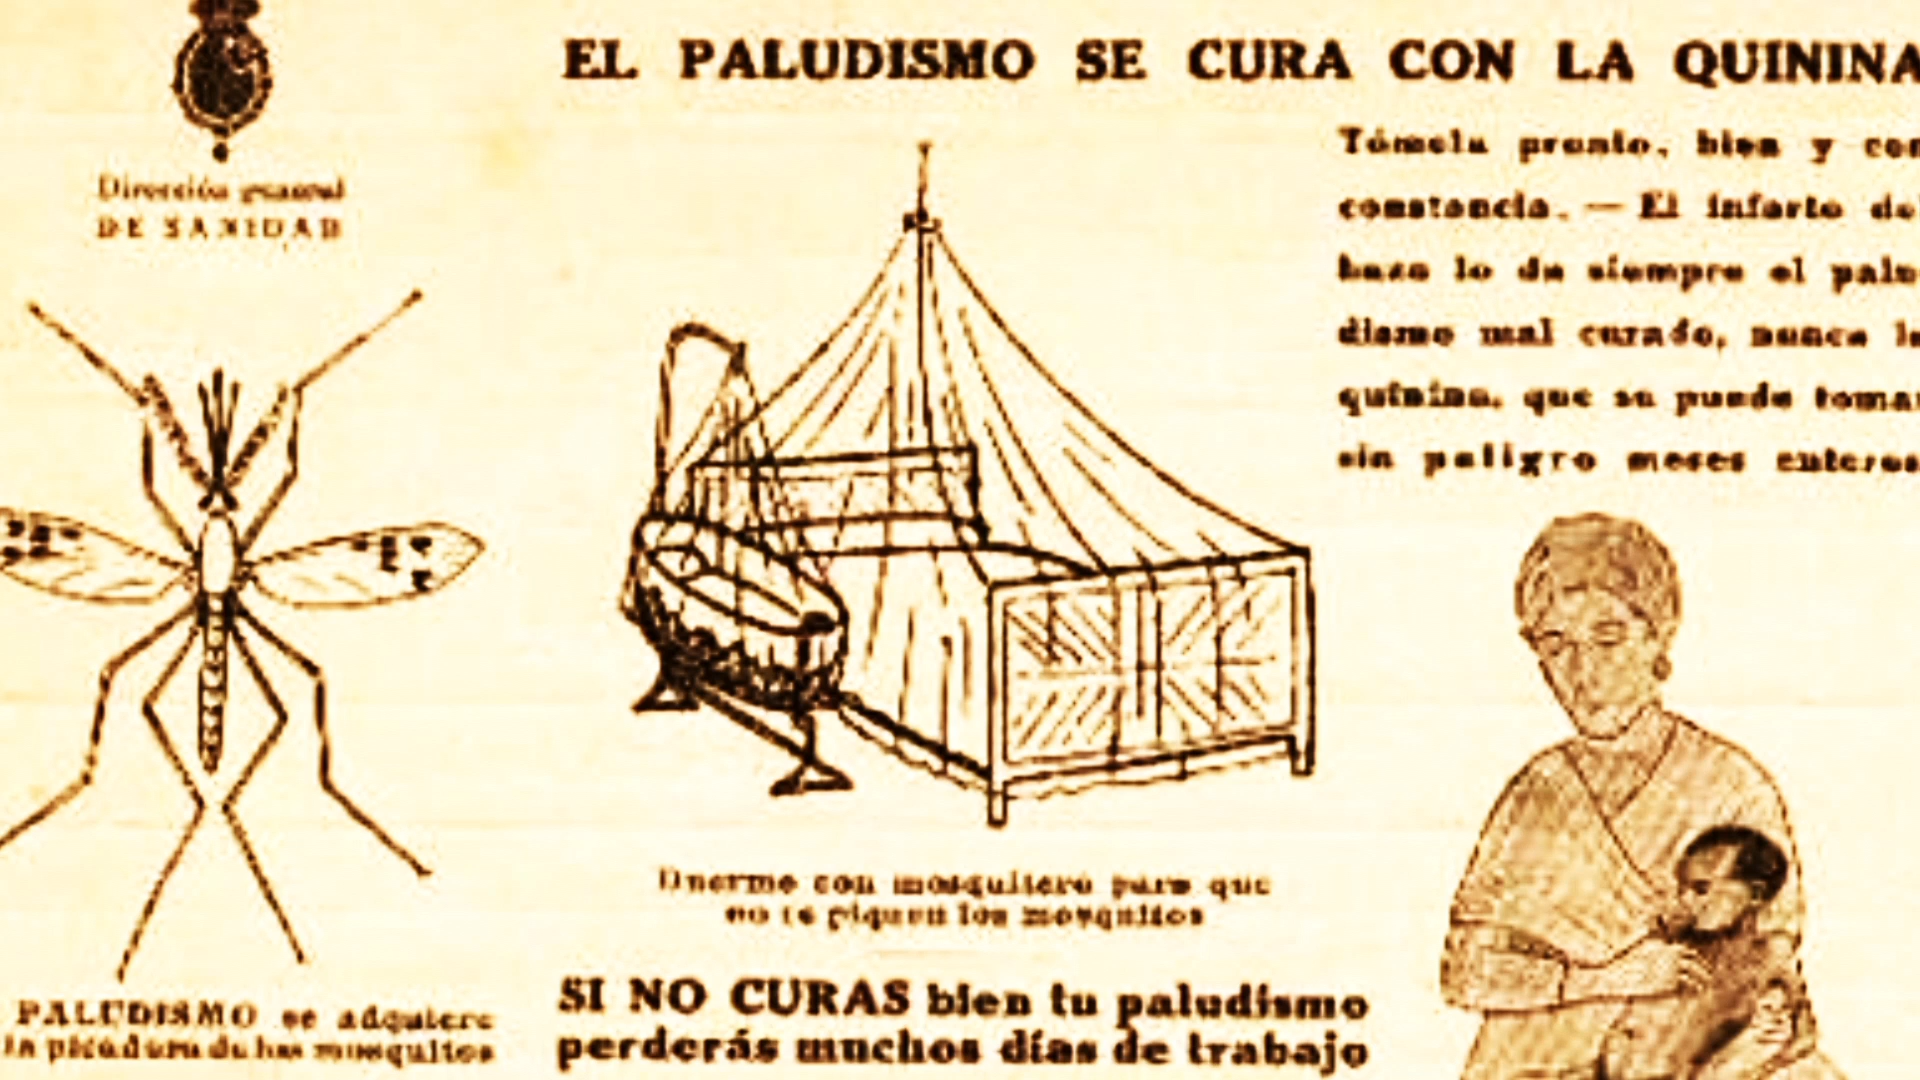 EL PALUDISMO SE CURA CON LA QUININA
Dirección general
DE SANIDAD
Tómela pronto, bien y con
constancia. — El infarto de
bazo lo da siempre el palu
dismo mal curado, nunca la
quinina, que se puede tomar
sin peligro meses enteros
Duerme con mosquitero para que
no te piquen los mosquitos
PALUDISMO se adquiere
la picadura de los mosquitos
SI NO CURAS bien tu paludismo
perderás muchos días de trabajo